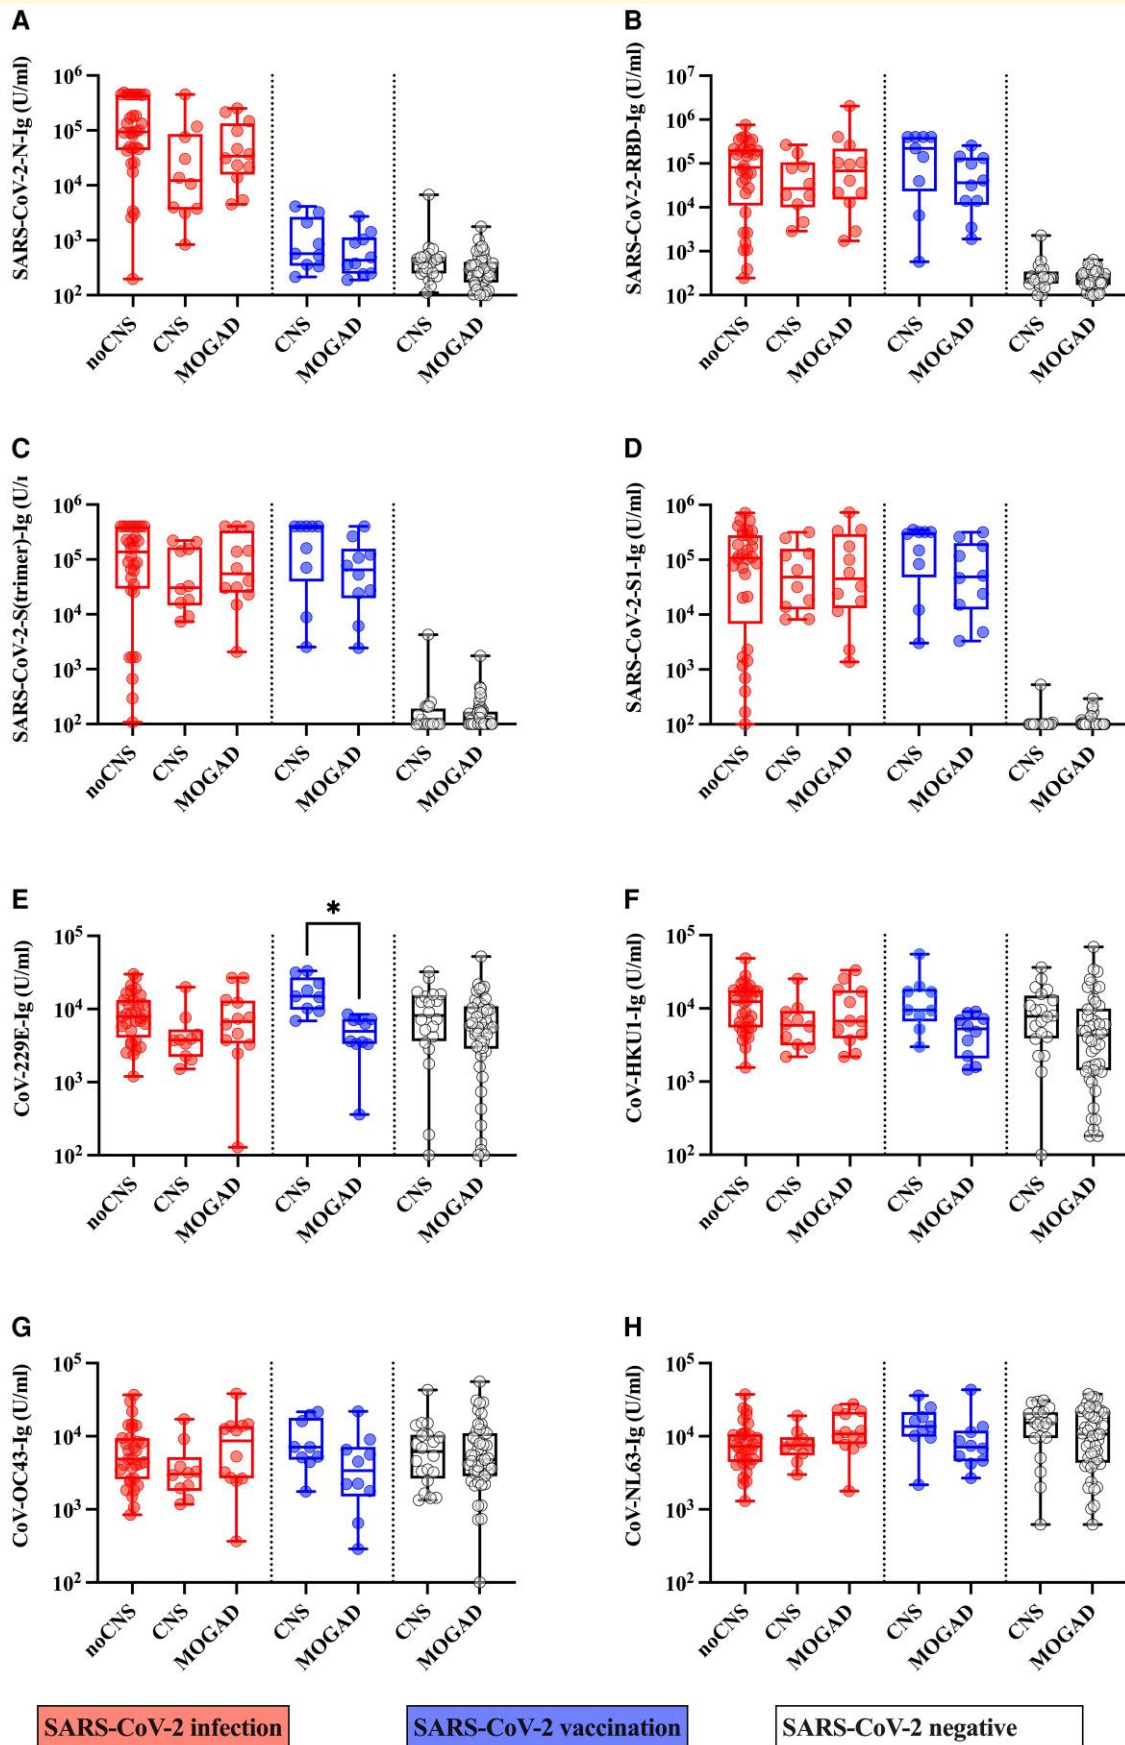 A
B
SARS-CoV-2-N-Ig (U/ml)
10⁶
10⁵
10⁴
10³
10²
noCNS
CNS
MOGAD
CNS
MOGAD
CNS
MOGAD
SARS-CoV-2-RBD-Ig (U/ml)
10⁷
10⁶
10⁵
10⁴
10³
10²
noCNS
CNS
MOGAD
CNS
MOGAD
CNS
MOGAD
C
D
SARS-CoV-2-S(trimer)-Ig (U/
10⁶
10⁵
10⁴
10³
10²
noCNS
CNS
MOGAD
CNS
MOGAD
CNS
MOGAD
SARS-CoV-2-S1-Ig (U/ml)
10⁶
10⁵
10⁴
10³
10²
noCNS
CNS
MOGAD
CNS
MOGAD
CNS
MOGAD
E
F
CoV-229E-Ig (U/ml)
10⁵
10⁴
10³
10²
*
noCNS
CNS
MOGAD
CNS
MOGAD
CNS
MOGAD
CoV-HKU1-Ig (U/ml)
10⁵
10⁴
10³
10²
noCNS
CNS
MOGAD
CNS
MOGAD
CNS
MOGAD
G
H
CoV-OC43-Ig (U/ml)
10⁵
10⁴
10³
10²
noCNS
CNS
MOGAD
CNS
MOGAD
CNS
MOGAD
CoV-NL63-Ig (U/ml)
10⁵
10⁴
10³
10²
noCNS
CNS
MOGAD
CNS
MOGAD
CNS
MOGAD
SARS-CoV-2 infection
SARS-CoV-2 vaccination
SARS-CoV-2 negative